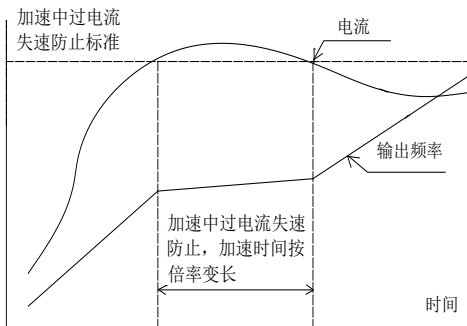 加速中过电流
失速防止标准
电流
输出频率
加速中过电流失速
防止，加速时间按
倍率变长
时间